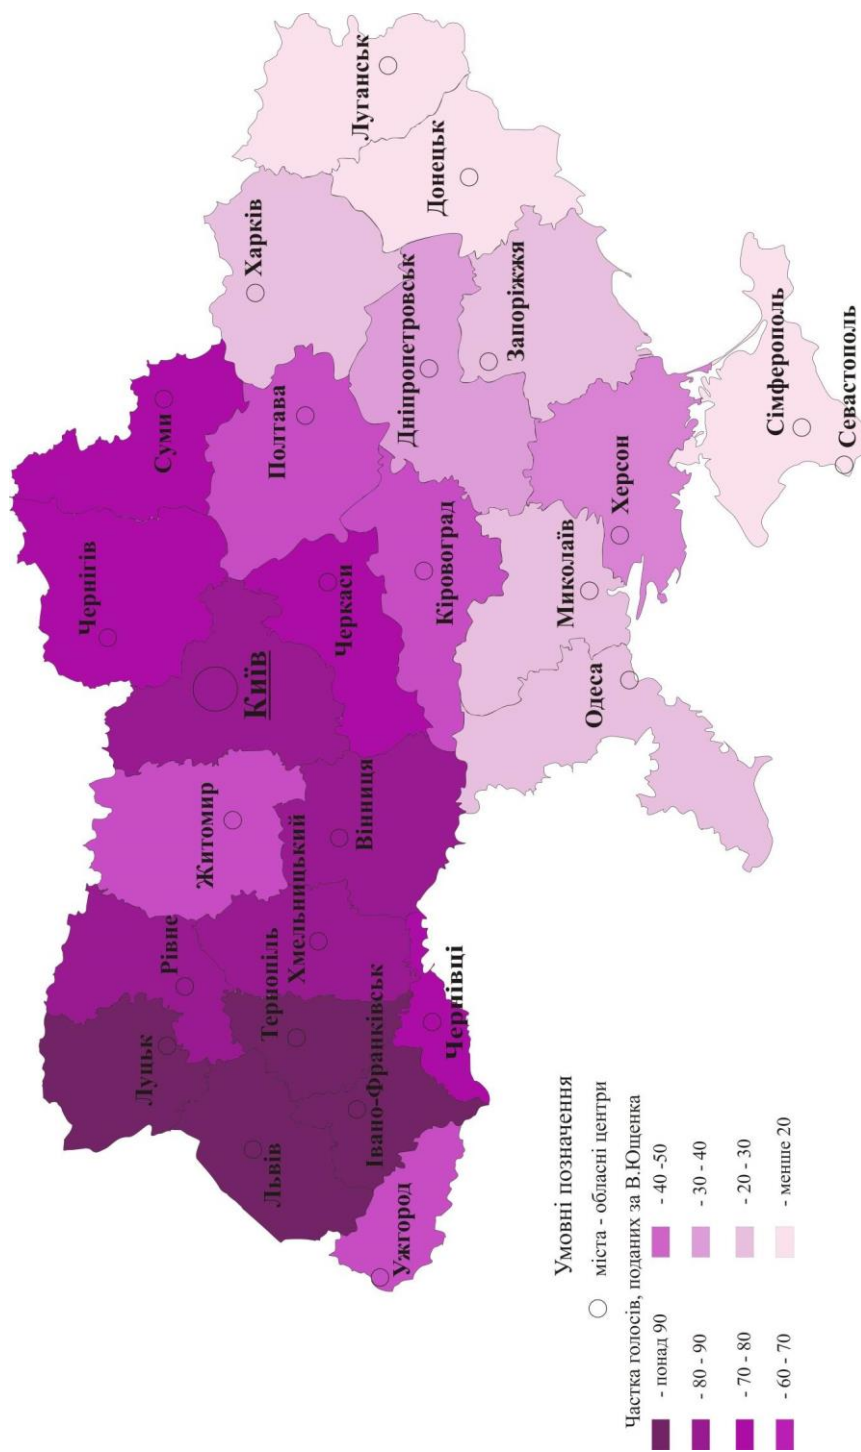 Луганськ
Донецьк
Харків
Запоріжжя
Дніпропетровськ
Сімферополь
Севастополь
Суми
Полтава
Херсон
Кіровоград
Миколаїв
Чернігів
Черкаси
Київ
Одеса
Житомир
Вінниця
Хмельницький
Рівне
Тернопіль
Чернівці
Луцьк
Івано-Франківськ
Львів
Ужгород
Умовні позначення
міста - обласні центри
Частка голосів, поданих за В.Ющенка
- понад 90
- 40 -50
- 80 - 90
- 30 - 40
- 70 - 80
- 20 - 30
- 60 - 70
- менше 20